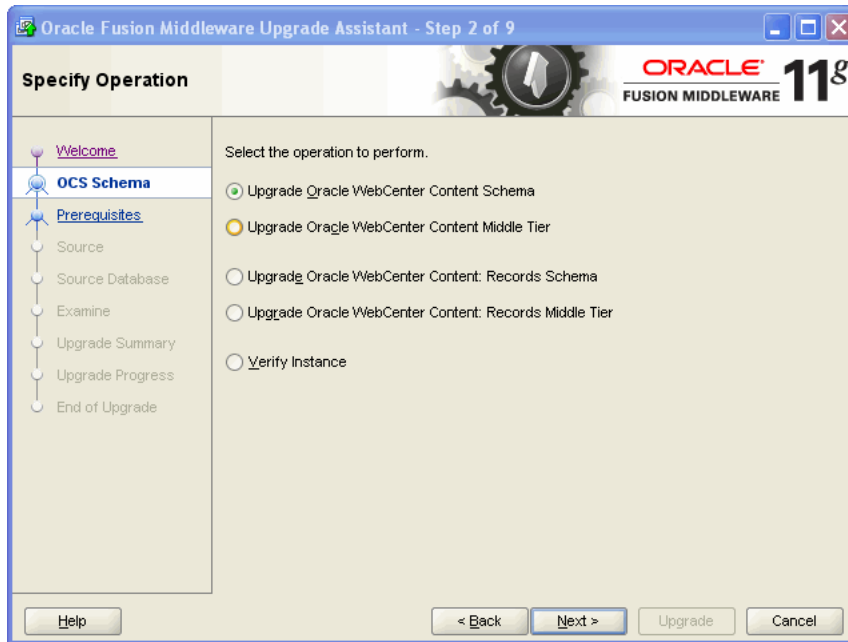 Oracle Fusion Middleware Upgrade Assistant - Step 2 of 9
Specify Operation
ORACLE
FUSION MIDDLEWARE 11g
Welcome
OCS Schema
Prerequisites
Source
Source Database
Examine
Upgrade Summary
Upgrade Progress
End of Upgrade
Select the operation to perform.
Upgrade Oracle WebCenter Content Schema
Upgrade Oracle WebCenter Content Middle Tier
Upgrade Oracle WebCenter Content: Records Schema
Upgrade Oracle WebCenter Content: Records Middle Tier
Verify Instance
Help
< Back
Next >
Upgrade
Cancel